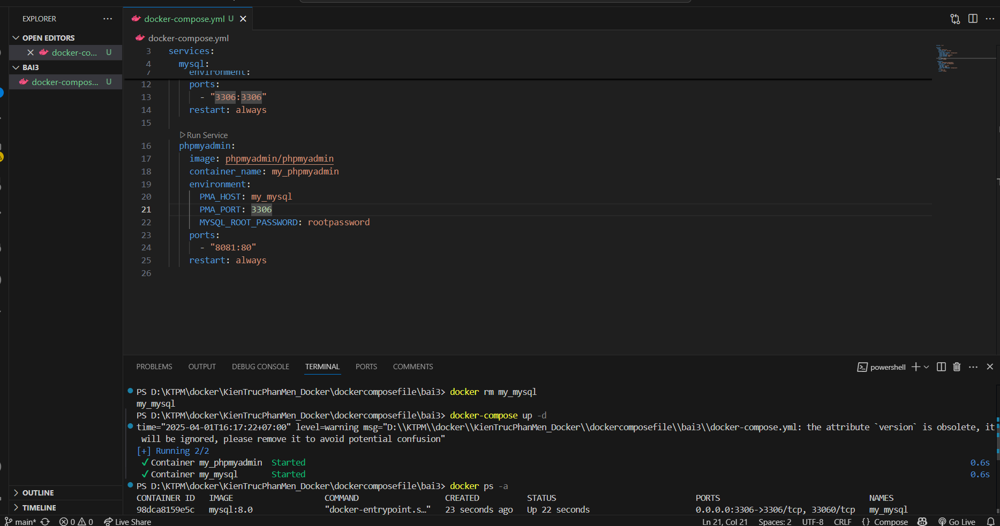 EXPLORER
OPEN EDITORS
docker-co... U
BAI3
docker-compos... U
OUTLINE
TIMELINE
docker-compose.yml U
docker-compose.yml
3 services:
4 mysql:
7 environment:
12 ports:
13 - "3306:3306"
14 restart: always
15
Run Service
16 phpmyadmin:
17 image: phpmyadmin/phpmyadmin
18 container_name: my_phpmyadmin
19 environment:
20 PMA_HOST: my_mysql
21 PMA_PORT: 3306
22 MYSQL_ROOT_PASSWORD: rootpassword
23 ports:
24 - "8081:80"
25 restart: always
26
PROBLEMS OUTPUT DEBUG CONSOLE TERMINAL PORTS COMMENTS
powershell
PS D:\KTPM\docker\KienTrucPhanMen_Docker\dockercomposefile\bai3> docker rm my_mysql
my_mysql
PS D:\KTPM\docker\KienTrucPhanMen_Docker\dockercomposefile\bai3> docker-compose up -d
time="2025-04-01T16:17:22+07:00" level=warning msg="D:\\KTPM\\docker\\KienTrucPhanMen_Docker\\dockercomposefile\\bai3\\docker-compose.yml: the attribute `version` is obsolete, it
will be ignored, please remove it to avoid potential confusion"
[+] Running 2/2
✓ Container my_phpmyadmin Started 0.6s
✓ Container my_mysql Started 0.6s
PS D:\KTPM\docker\KienTrucPhanMen_Docker\dockercomposefile\bai3> docker ps -a
CONTAINER ID IMAGE COMMAND CREATED STATUS PORTS NAMES
98dca8159e5c mysql:8.0 "docker-entrypoint.s…" 23 seconds ago Up 22 seconds 0.0.0.0:3306->3306/tcp, 33060/tcp my_mysql
main* 0 0 Live Share Ln 21, Col 21 Spaces: 2 UTF-8 CRLF {} Compose Go Live